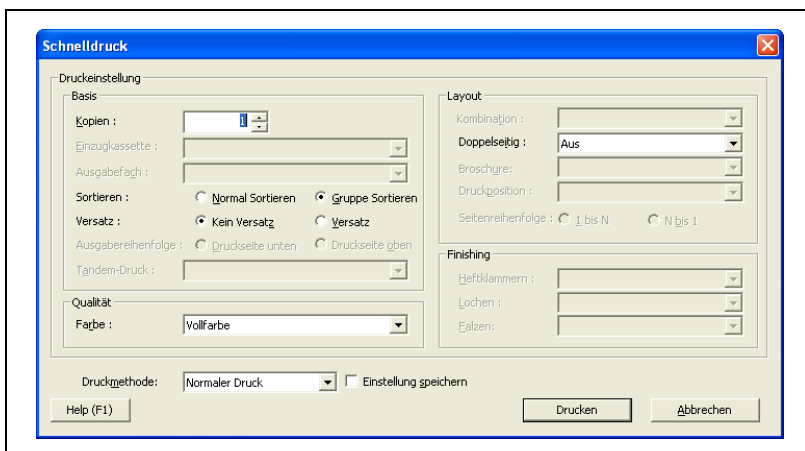 Schnelldruck
Druckeinstellung
Basis
Kopien :
1
Einzugkassette :
Ausgabefach :
Sortieren :
Normal Sortieren
Gruppe Sortieren
Versatz :
Kein Versatz
Versatz
Ausgabereihenfolge :
Druckseite unten
Druckseite oben
Tandem-Druck :
Qualität
Farbe :
Vollfarbe
Layout
Kombination :
Doppelseitig :
Aus
Broschyre:
Druckposition :
Seitenreihenfolge :
1 bis N
N bis 1
Finishing
Heftklammern :
Lochen :
Falzen:
Druckmethode:
Normaler Druck
Einstellung speichern
Help (F1)
Drucken
Abbrechen